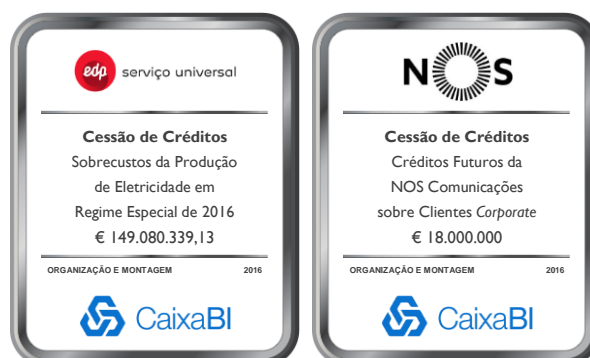 edp serviço universal
Cessão de Créditos
Sobrecustos da Produção
de Eletricidade em
Regime Especial de 2016
€ 149.080.339,13
ORGANIZAÇÃO E MONTAGEM 2016
CaixaBI
NOS
Cessão de Créditos
Créditos Futuros da
NOS Comunicações
sobre Clientes Corporate
€ 18.000.000
ORGANIZAÇÃO E MONTAGEM 2016
CaixaBI